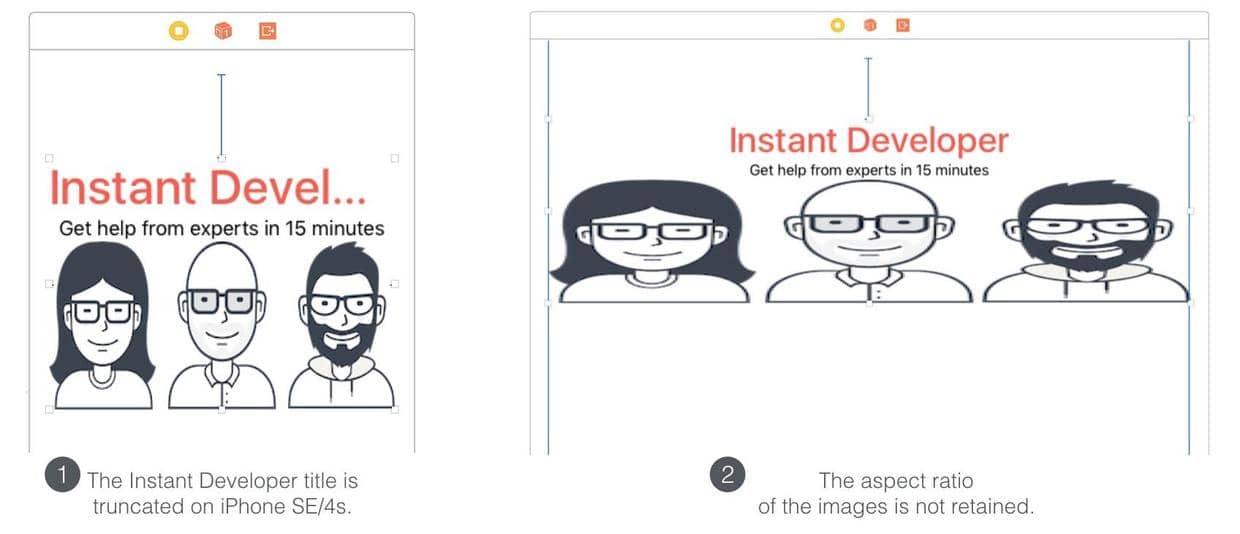 Instant Devel...
Get help from experts in 15 minutes
1
The Instant Developer title is
truncated on iPhone SE/4s.
Instant Developer
Get help from experts in 15 minutes
2
The aspect ratio
of the images is not retained.